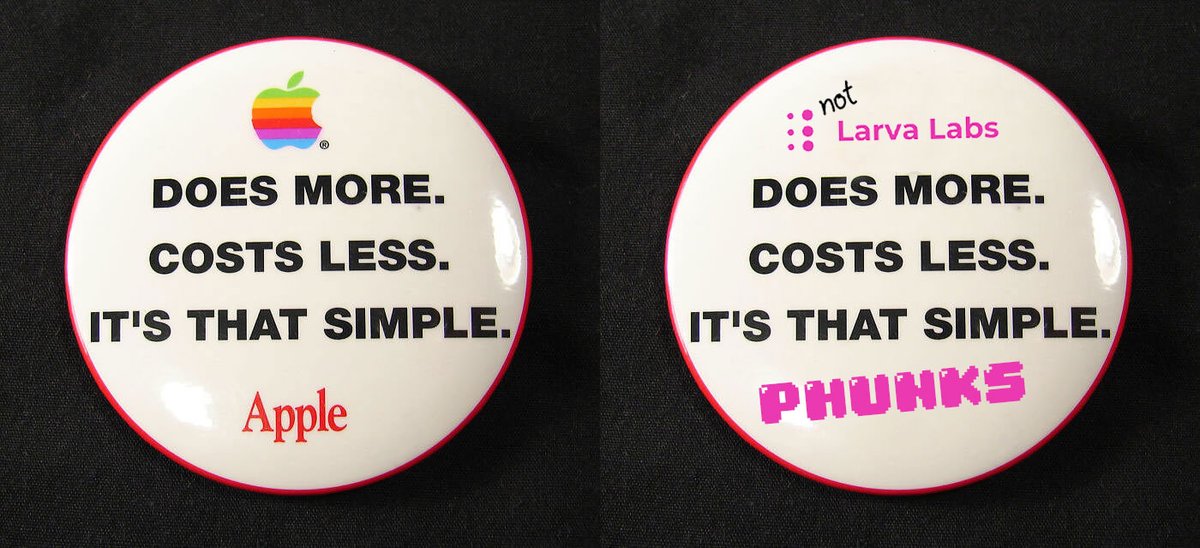 ®
DOES MORE.
COSTS LESS.
IT'S THAT SIMPLE.
Apple
not
Larva Labs
DOES MORE.
COSTS LESS.
IT'S THAT SIMPLE.
PHUNKS